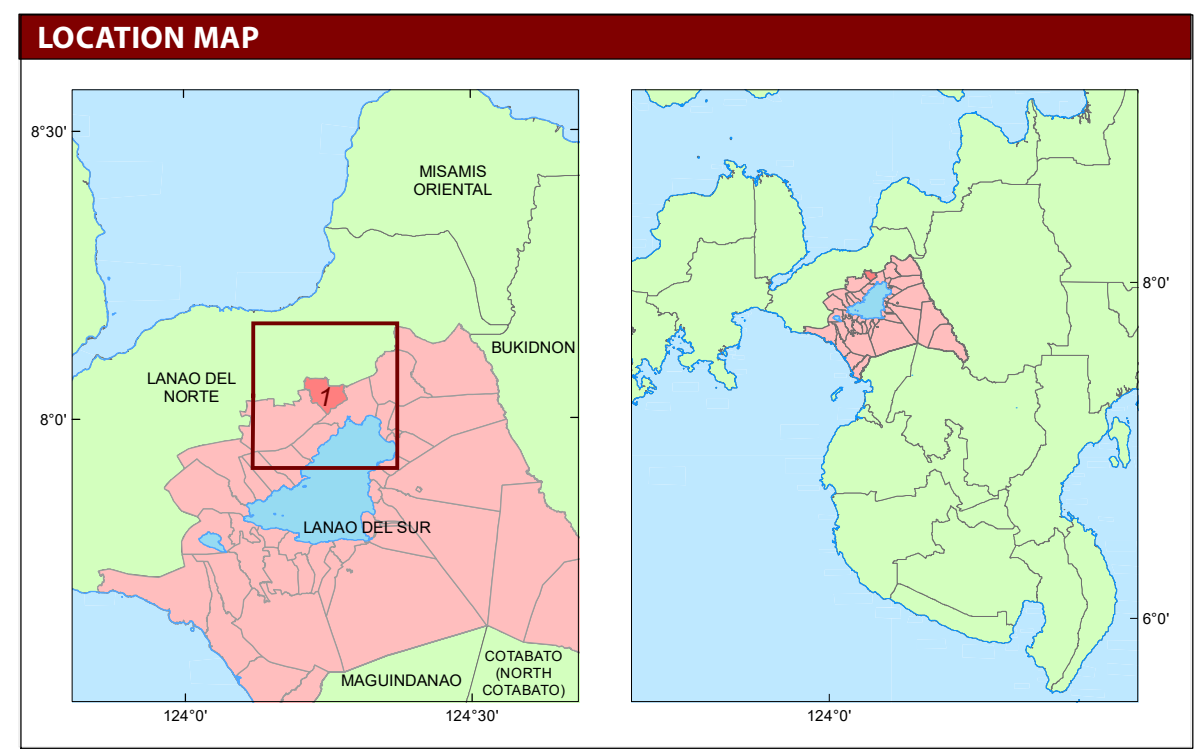 LOCATION MAP
8°30'
MISAMIS
ORIENTAL
BUKIDNON
LANAO DEL
NORTE
1
8°0'
LANAO DEL SUR
COTABATO
(NORTH
COTABATO)
MAGUINDANAO
124°0'
124°30'
8°0'
6°0'
124°0'